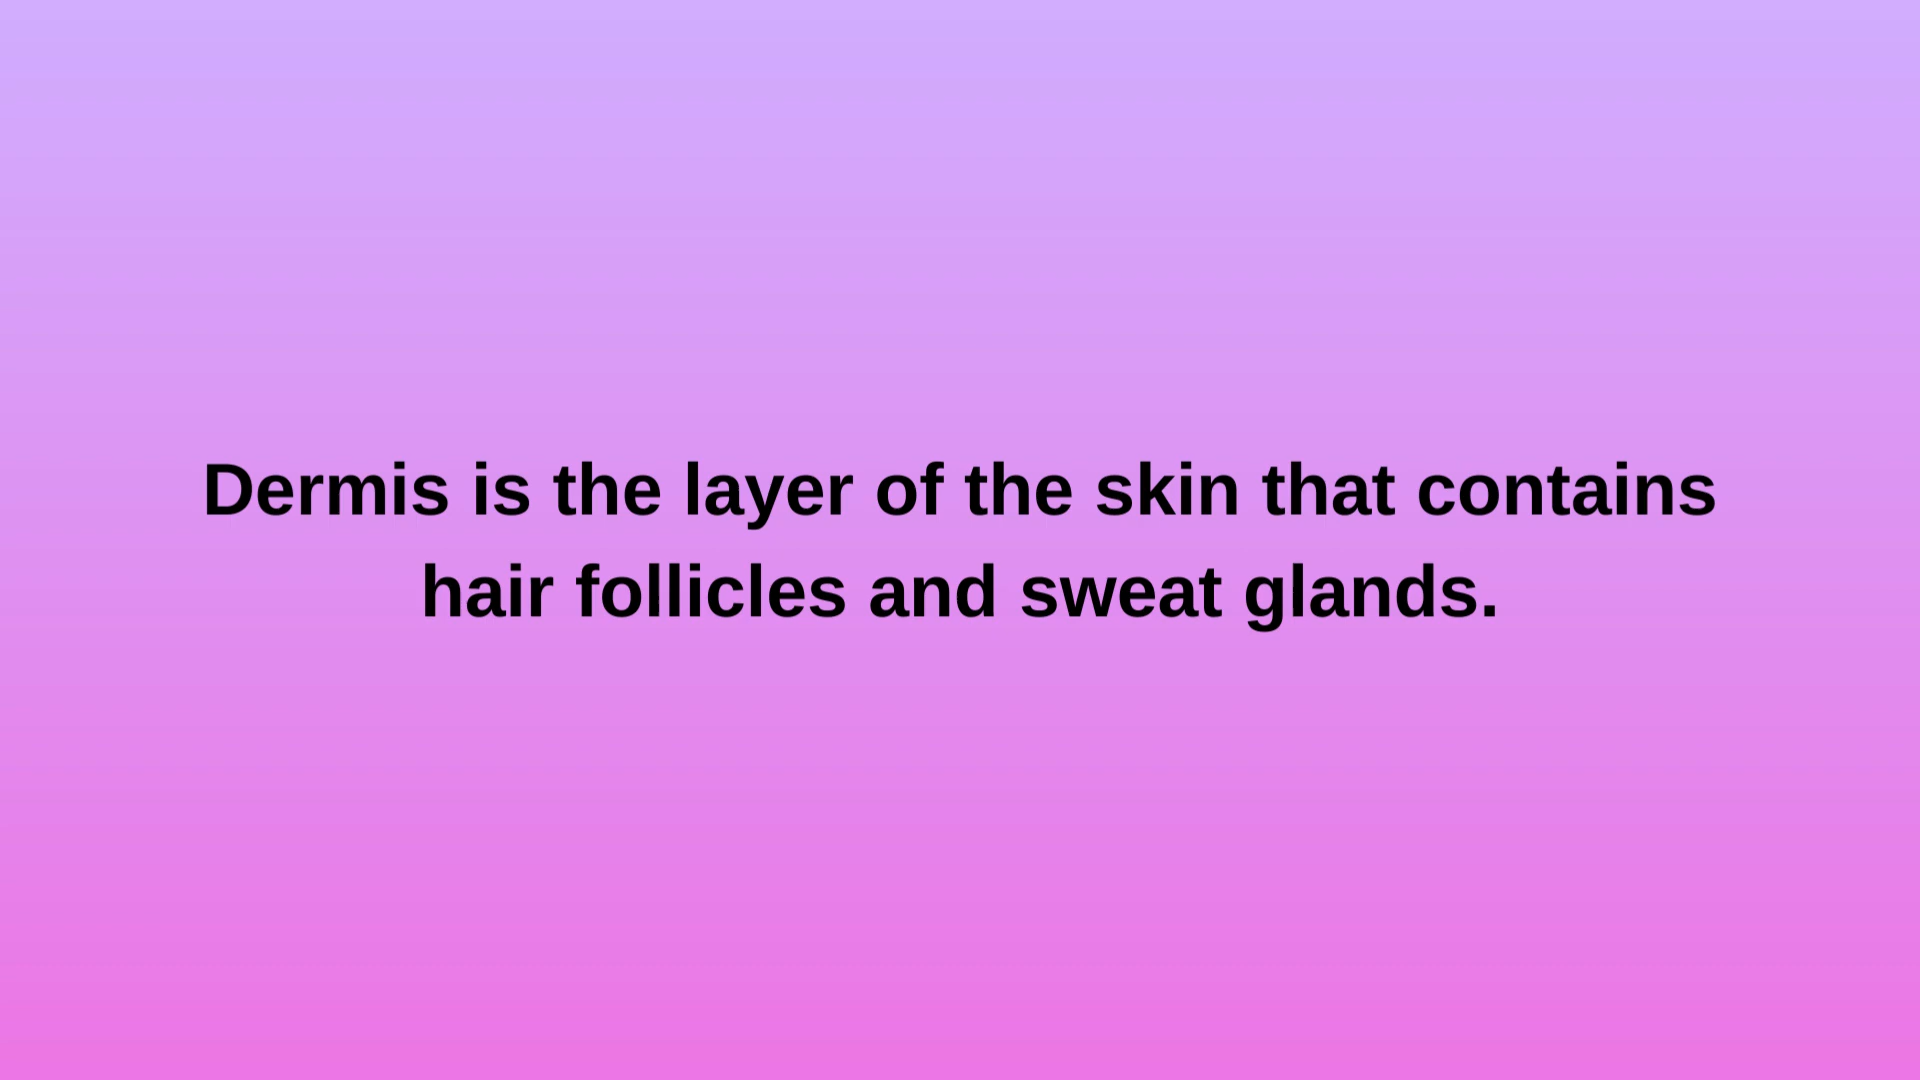 Dermis is the layer of the skin that contains
hair follicles and sweat glands.